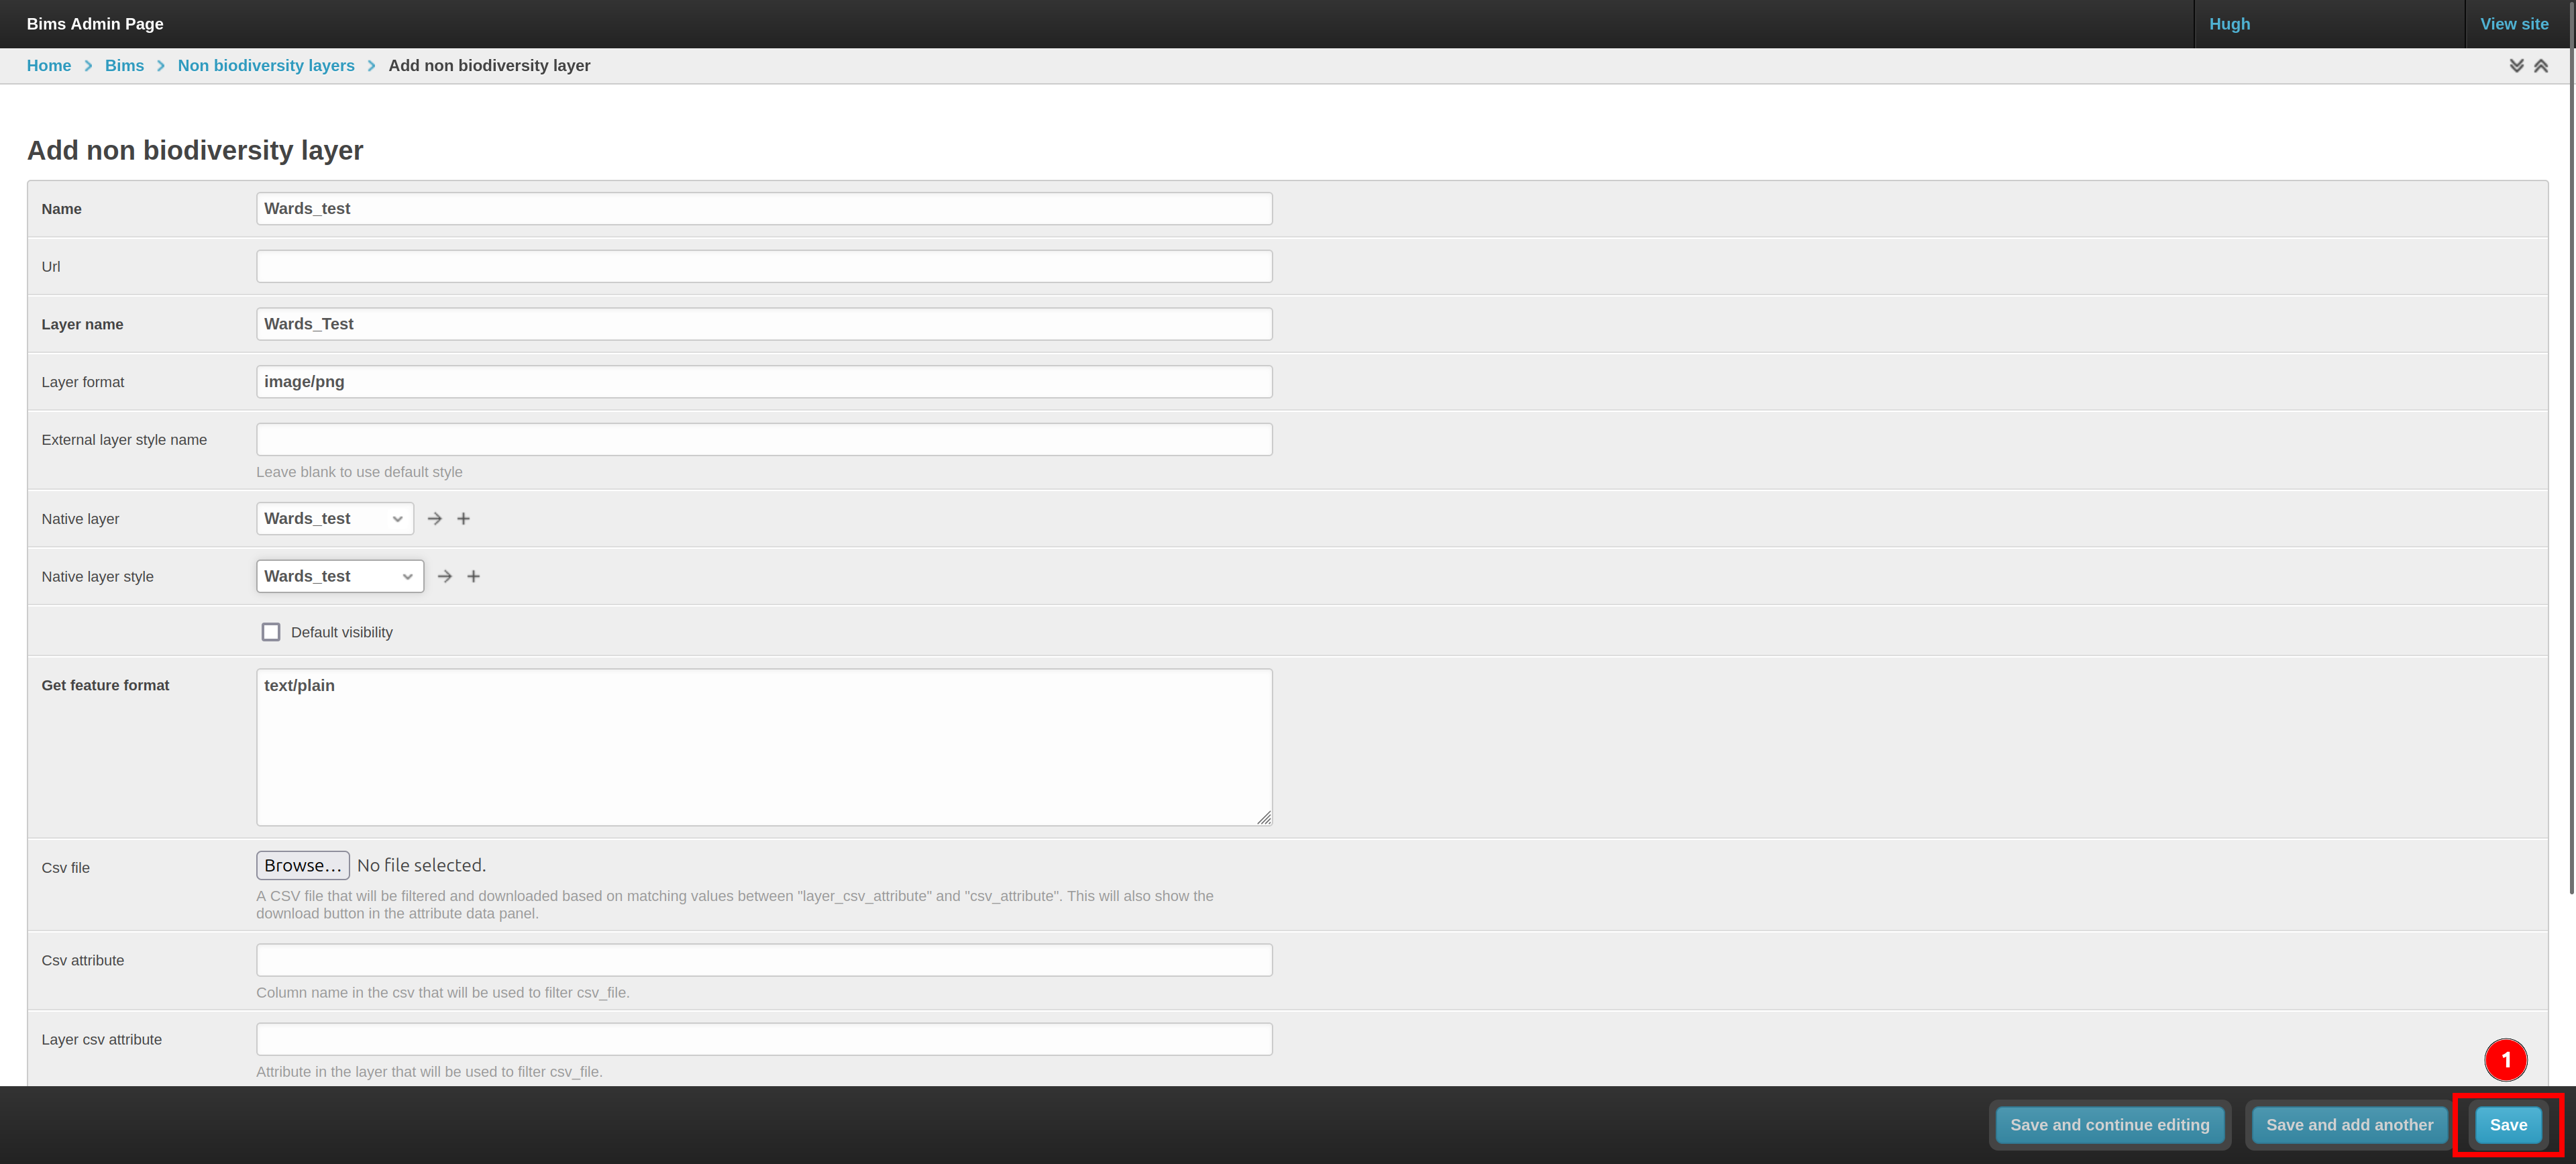 Bims Admin Page
Hugh
View site
Home
Bims
Non biodiversity layers
Add non biodiversity layer
Add non biodiversity layer
Name
Wards_test
Url
Layer name
Wards_Test
Layer format
image/png
External layer style name
Leave blank to use default style
Native layer
Wards_test
Native layer style
Wards_test
Default visibility
Get feature format
text/plain
Csv file
Browse... No file selected.
A CSV file that will be filtered and downloaded based on matching values between "layer_csv_attribute" and "csv_attribute". This will also show the
download button in the attribute data panel.
Csv attribute
Column name in the csv that will be used to filter csv_file.
Layer csv attribute
Attribute in the layer that will be used to filter csv_file.
1
Save and continue editing
Save and add another
Save